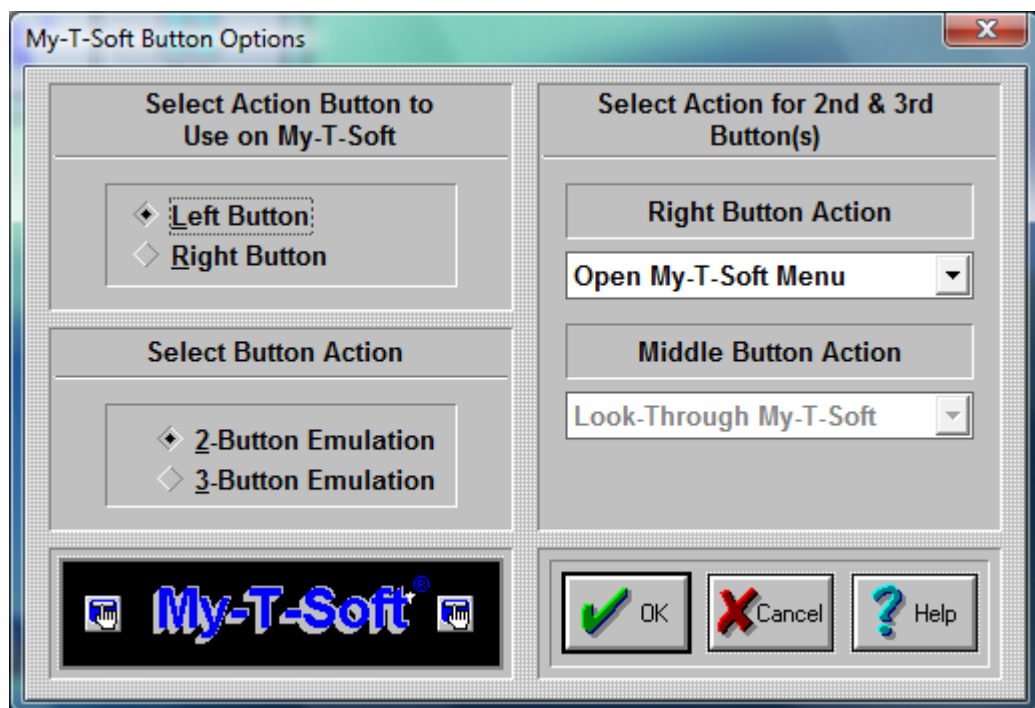 My-T-Soft Button Options
Select Action Button to
Use on My-T-Soft
Left Button
Right Button
Select Button Action
2-Button Emulation
3-Button Emulation
Select Action for 2nd & 3rd
Button(s)
Right Button Action
Open My-T-Soft Menu
Middle Button Action
Look-Through My-T-Soft
My-T-Soft®
OK
Cancel
Help